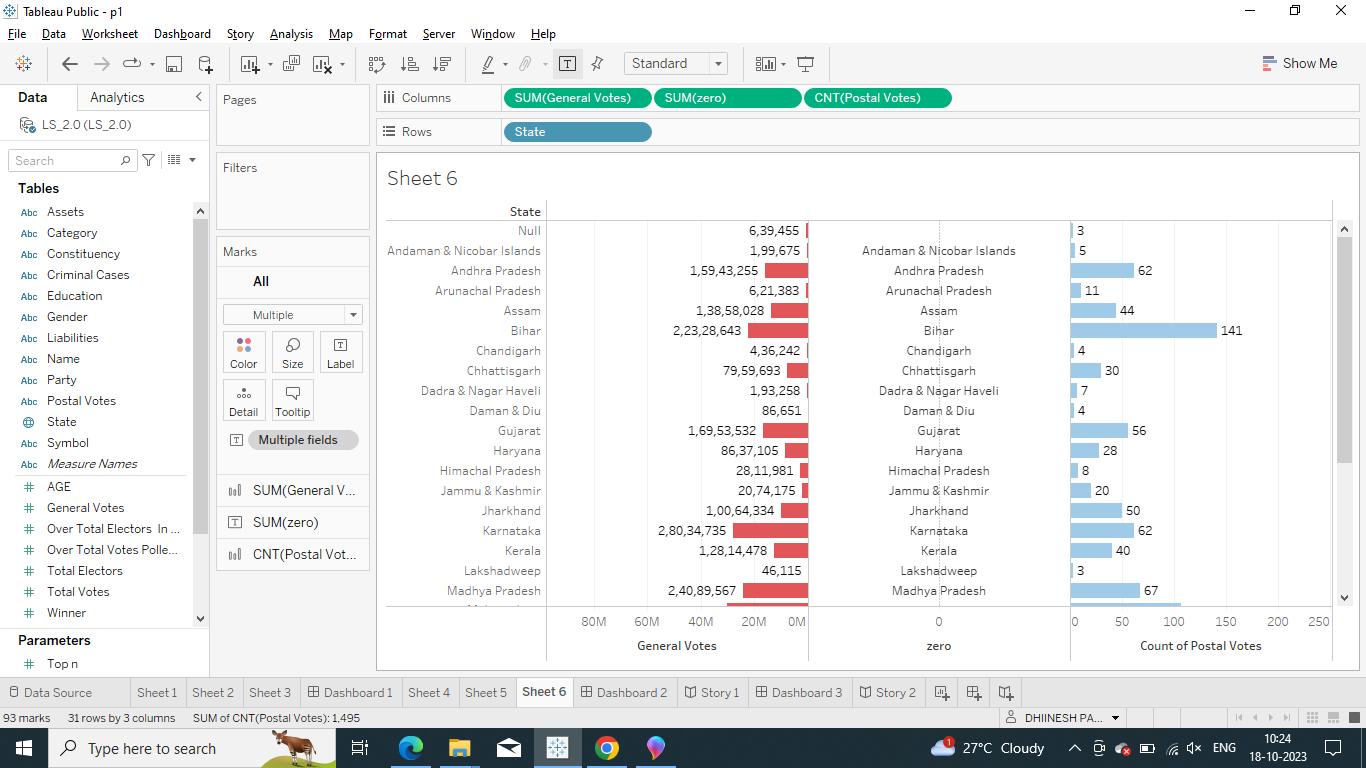 Tableau Public - p1
File Data Worksheet Dashboard Story Analysis Map Format Server Window Help
Standard
Show Me
Data Analytics
LS_2.0 (LS_2.0)
Search
Tables
Abc Assets
Abc Category
Abc Constituency
Abc Criminal Cases
Abc Education
Abc Gender
Abc Liabilities
Abc Name
Abc Party
Abc Postal Votes
State
Abc Symbol
Abc Measure Names
AGE
General Votes
Over Total Electors In ...
Over Total Votes Polle...
Total Electors
Total Votes
Winner
Parameters
Top n
Pages
Filters
Marks
All
Multiple
Color Size Label
Detail Tooltip
Multiple fields
SUM(General V...
SUM(zero)
CNT(Postal Vot...
Columns SUM(General Votes) SUM(zero) CNT(Postal Votes)
Rows State
Sheet 6
State
Null 6,39,455 3
Andaman & Nicobar Islands 1,99,675 Andaman & Nicobar Islands 5
Andhra Pradesh 1,59,43,255 Andhra Pradesh 62
Arunachal Pradesh 6,21,383 Arunachal Pradesh 11
Assam 1,38,58,028 Assam 44
Bihar 2,23,28,643 Bihar 141
Chandigarh 4,36,242 Chandigarh 4
Chhattisgarh 79,59,693 Chhattisgarh 30
Dadra & Nagar Haveli 1,93,258 Dadra & Nagar Haveli 7
Daman & Diu 86,651 Daman & Diu 4
Gujarat 1,69,53,532 Gujarat 56
Haryana 86,37,105 Haryana 28
Himachal Pradesh 28,11,981 Himachal Pradesh 8
Jammu & Kashmir 20,74,175 Jammu & Kashmir 20
Jharkhand 1,00,64,334 Jharkhand 50
Karnataka 2,80,34,735 Karnataka 62
Kerala 1,28,14,478 Kerala 40
Lakshadweep 46,115 Lakshadweep 3
Madhya Pradesh 2,40,89,567 Madhya Pradesh 67
80M 60M 40M 20M 0M 0 0 50 100 150 200 250
General Votes zero Count of Postal Votes
Data Source Sheet 1 Sheet 2 Sheet 3 Dashboard 1 Sheet 4 Sheet 5 Sheet 6 Dashboard 2 Story 1 Dashboard 3 Story 2
93 marks 31 rows by 3 columns SUM of CNT(Postal Votes): 1,495 DHIINESH PA...
Type here to search 1 27°C Cloudy ENG 10:24
18-10-2023